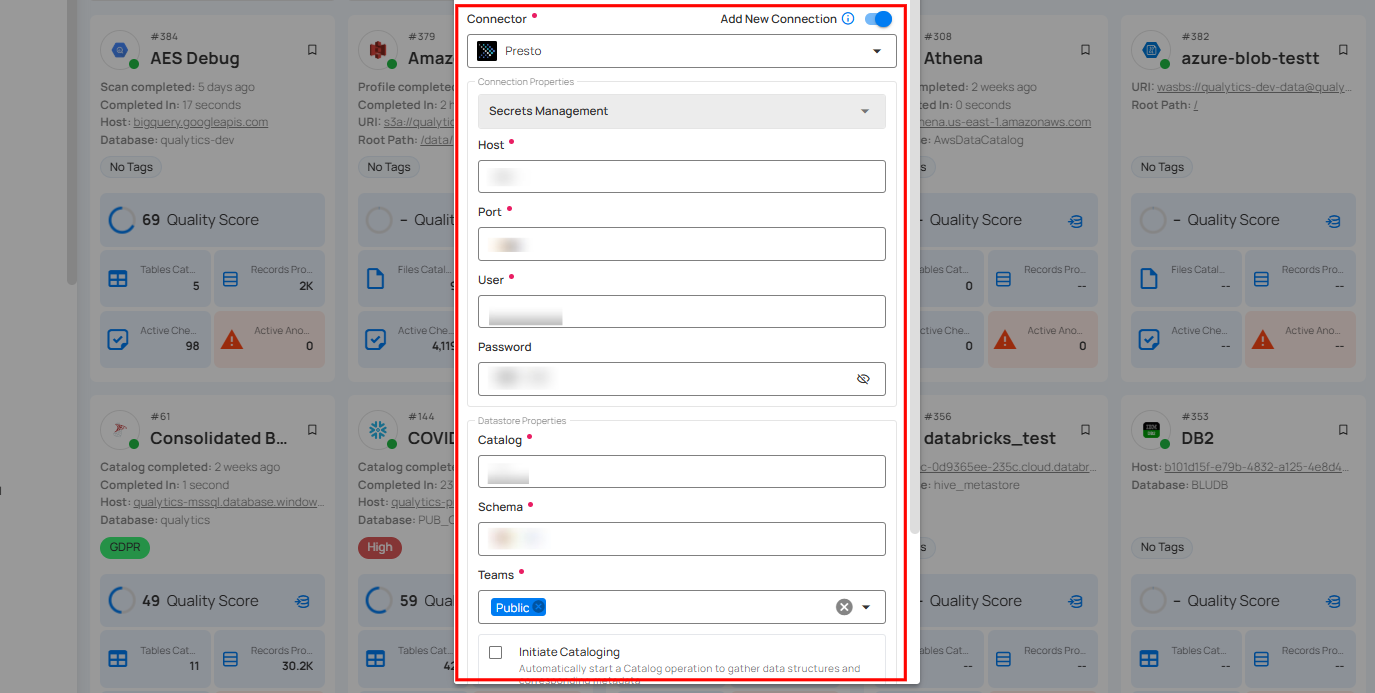 #384
AES Debug
Scan completed: 5 days ago
Completed In: 17 seconds
Host: bigquery.googleapis.com
Database: qualytics-dev
No Tags
69 Quality Score
Tables Cat...
5
Records Pro...
2K
Active Che...
98
Active Ano...
0
#379
Profile completed
Completed In: 2
URI: s3a://qualytic
Root Path: /data/
No Tags
– Qualit
Files Catal
Active Che
4,119
Connector
Add New Connection
Presto
Connection Properties
Secrets Management
Host
Port
User
Password
Datastore Properties
Catalog
Schema
Teams
Public
Initiate Cataloging
Automatically start a Catalog operation to gather data structures and
corresponding metadata
#308
Athena
completed: 2 weeks ago
ed In: 0 seconds
hena.us-east-1.amazonaws.com
e: AwsDataCatalog
Quality Score
ables Cat...
0
Records Pro...
--
0
Active Ano...
0
#382
azure-blob-testt
URI: wasbs://qualytics-dev-data@qualy...
Root Path: /
No Tags
– Quality Score
Files Catal...
--
Records Pro...
--
Active Che...
--
Active Ano...
--
#61
Consolidated B...
Catalog completed: 2 weeks ago
Completed In: 1 second
Host: qualytics-mssql.database.window...
Database: qualytics
GDPR
49 Quality Score
Tables Cat...
11
Records Pro...
30.2K
#144
COVID
Catalog complete
Completed In: 23
Host: qualytics-p
Database: PUB_C
High
59 Qua
Tables Cat
42
#356
databricks_test
c-0d9365ee-235c.cloud.databr...
e: hive_metastore
Quality Score
ables Cat...
--
Records Pro...
--
#353
DB2
Host: b101d15f-e79b-4832-a125-4e8d4...
Database: BLUDB
No Tags
– Quality Score
Tables Cat...
--
Records Pro...
--